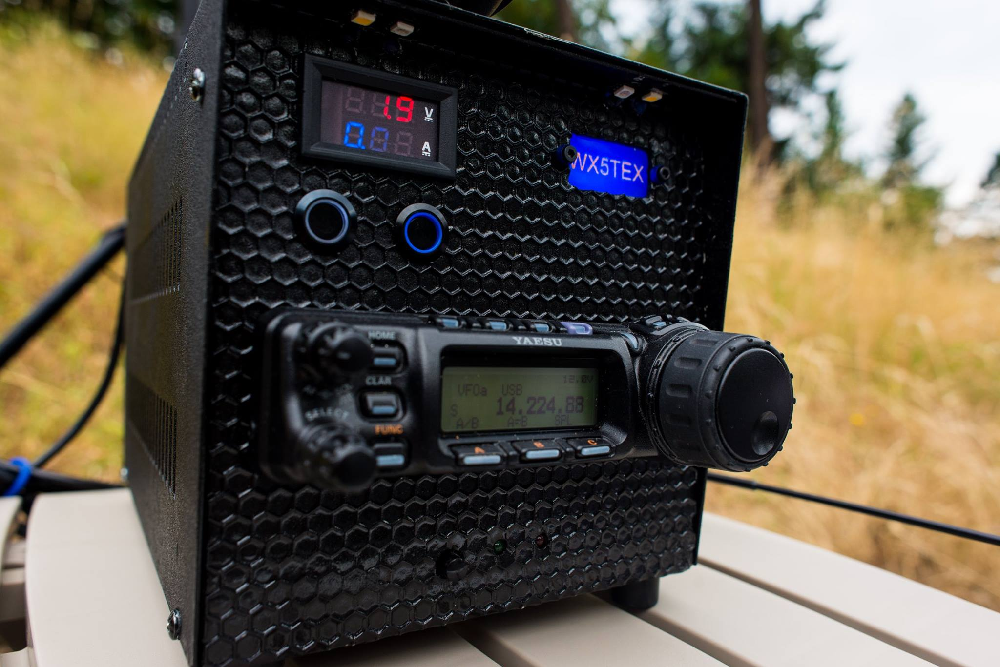 1.9 V
0.0 A
WX5TEX
HOME
YAESU
CLAR
12.0V
VFOa USB
14.224.88
S
SELECT
A/B A=B SPL
FUNC
A B C